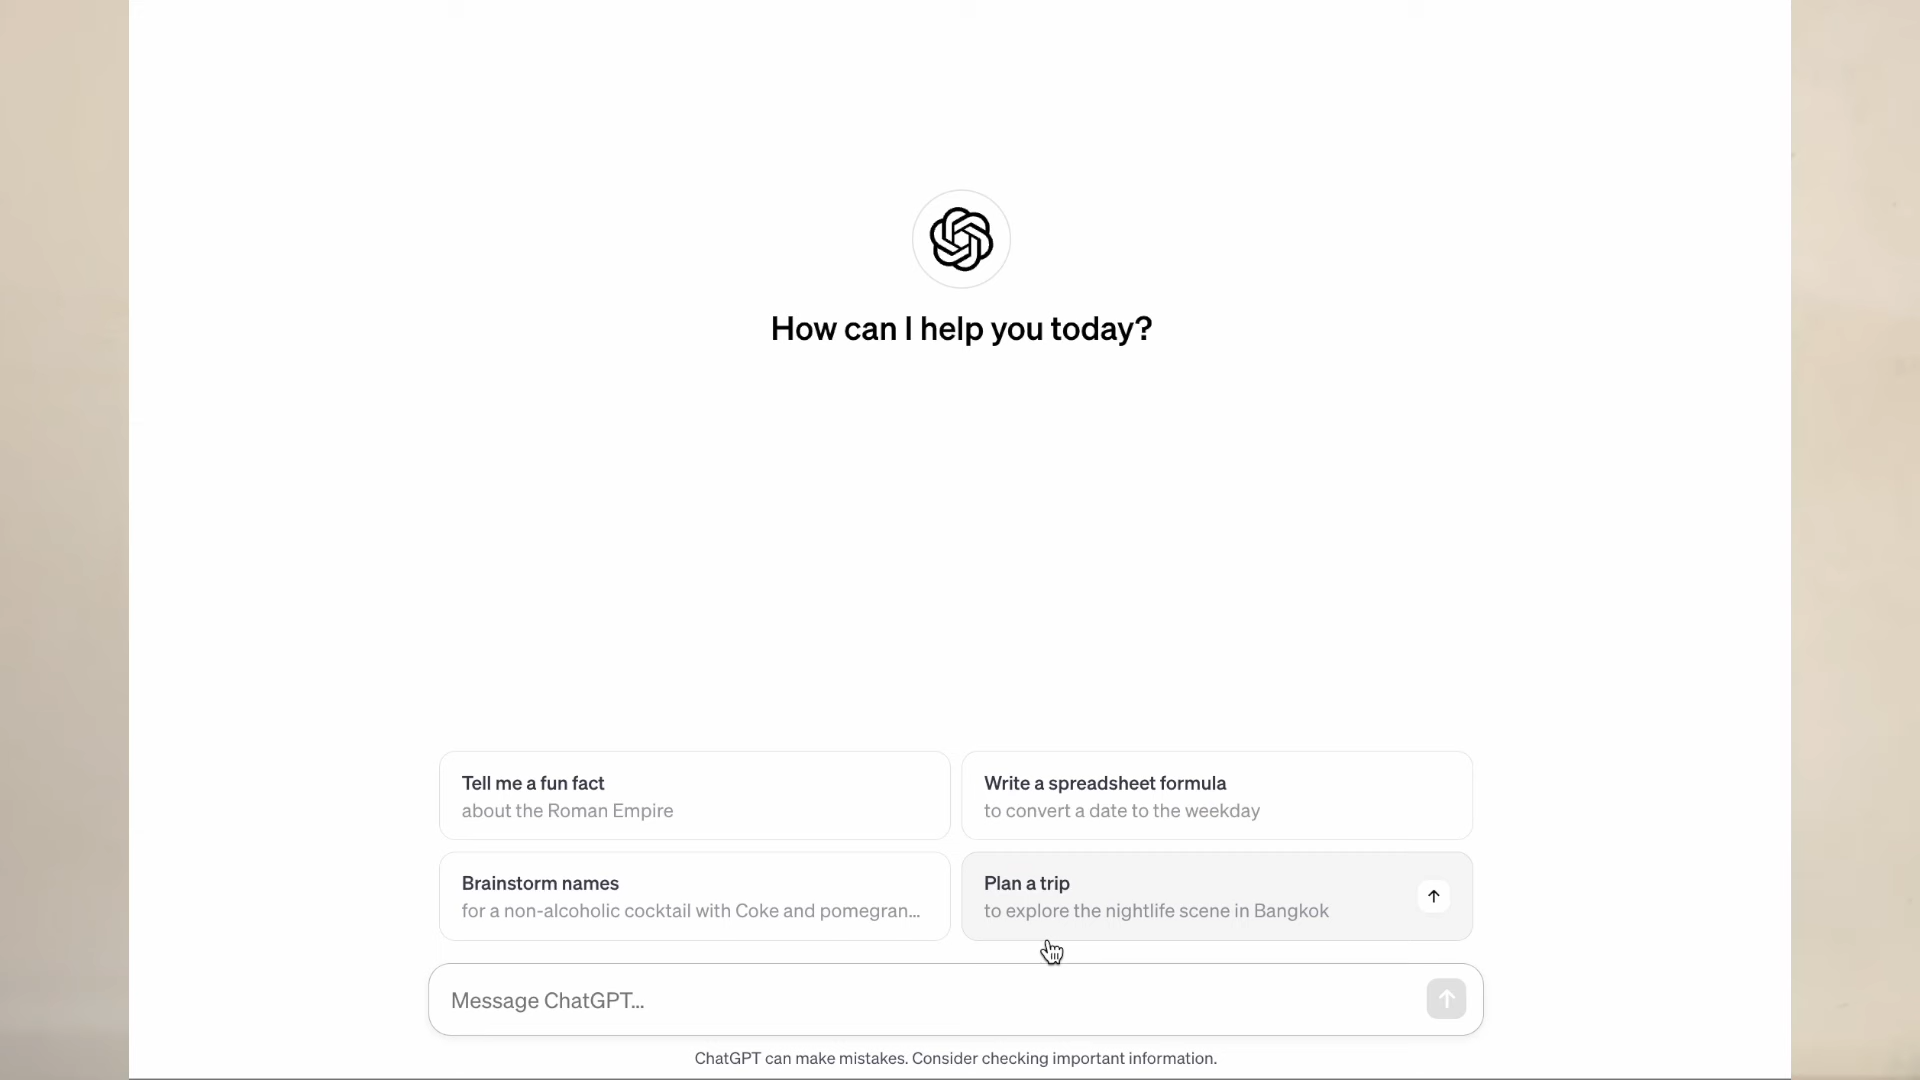 How can I help you today?
Tell me a fun fact
about the Roman Empire
Write a spreadsheet formula
to convert a date to the weekday
Brainstorm names
for a non-alcoholic cocktail with Coke and pomegran...
Plan a trip
to explore the nightlife scene in Bangkok
Message ChatGPT...
ChatGPT can make mistakes. Consider checking important information.